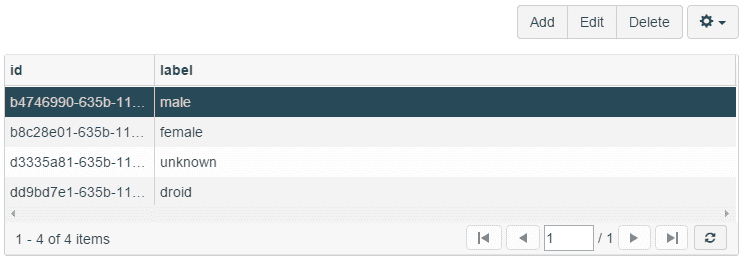 Add Edit Delete
id label
b4746990-635b-11... male
b8c28e01-635b-11... female
d3335a81-635b-11... unknown
dd9bd7e1-635b-11... droid
1 - 4 of 4 items 1 / 1